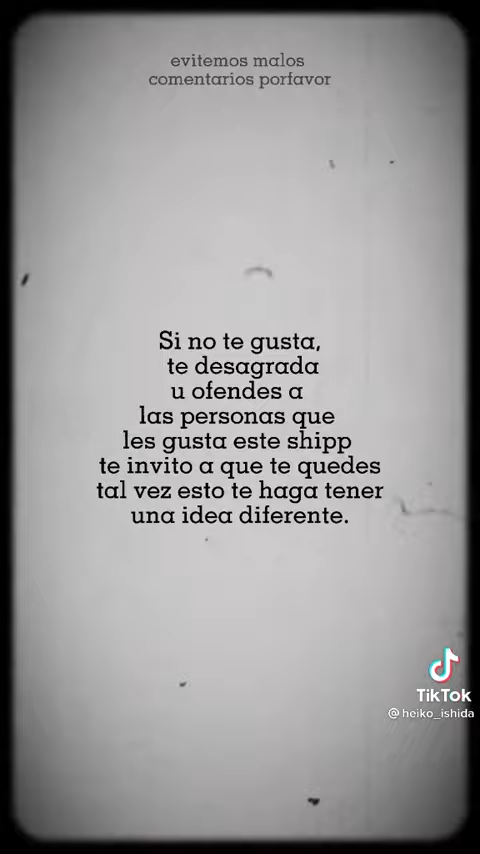 evitemos malos
comentarios porfavor
Si no te gusta,
te desagrada
u ofendes a
las personas que
les gusta este shipp
te invito a que te quedes
tal vez esto te haga tener
una idea diferente.
TikTok
@heiko_ishida